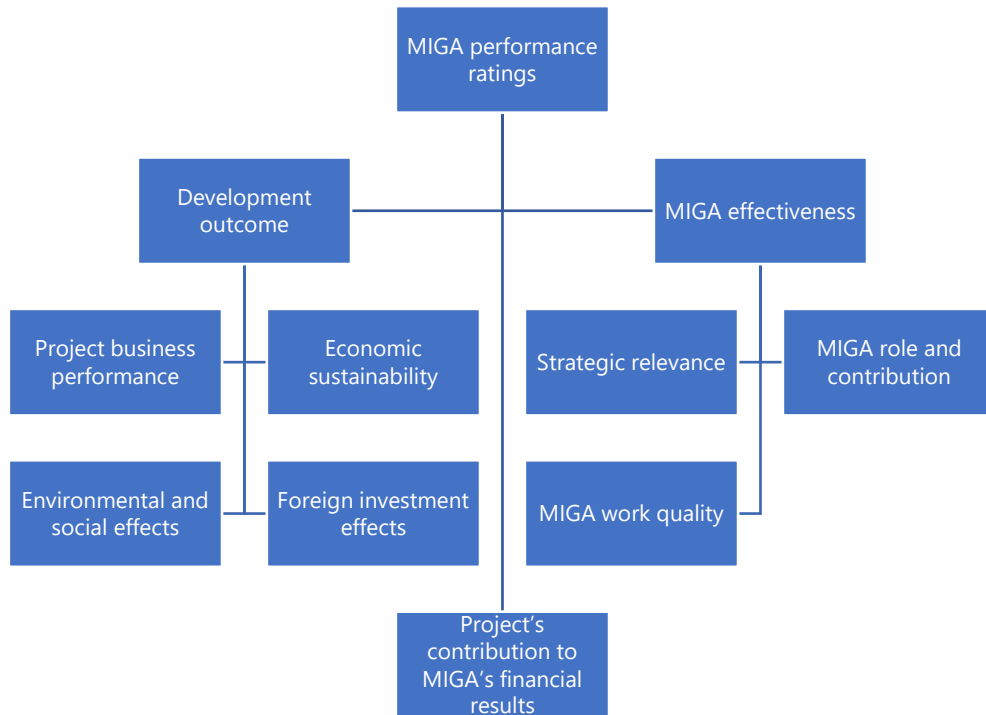 MIGA performance
ratings
Development
outcome
MIGA effectiveness
Project business
performance
Economic
sustainability
Strategic relevance
MIGA role and
contribution
Environmental and
social effects
Foreign investment
effects
MIGA work quality
Project’s
contribution to
MIGA’s financial
results